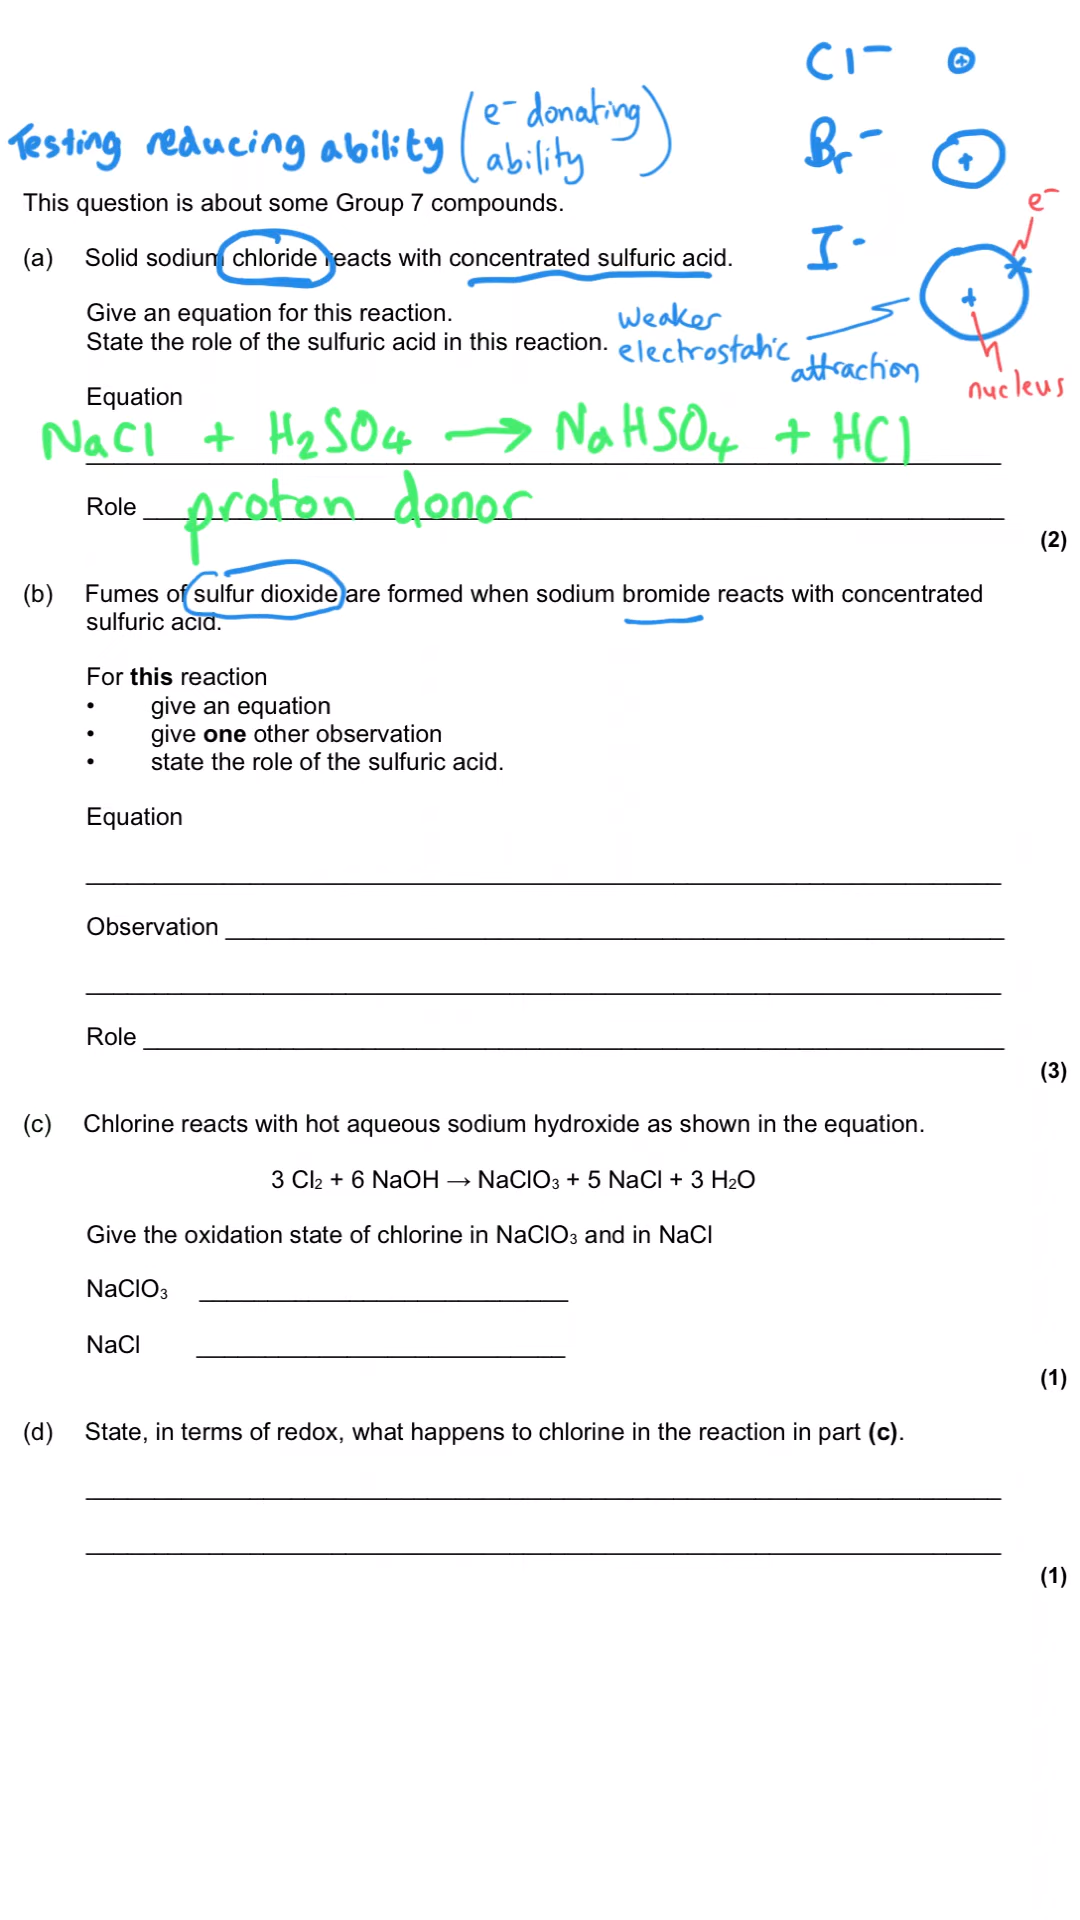 Cl⁻
Testing reducing ability (e⁻ donating ability)
Br⁻
+
This question is about some Group 7 compounds.
e⁻
(a) Solid sodium chloride reacts with concentrated sulfuric acid.
I⁻
Give an equation for this reaction.
State the role of the sulfuric acid in this reaction.
weaker
electrostatic
attraction
+
nucleus
Equation
NaCl + H₂SO₄ → NaHSO₄ + HCl
Role proton donor
(2)
(b) Fumes of sulfur dioxide are formed when sodium bromide reacts with concentrated
sulfuric acid.
For this reaction
• give an equation
• give one other observation
• state the role of the sulfuric acid.
Equation
Observation
Role
(3)
(c) Chlorine reacts with hot aqueous sodium hydroxide as shown in the equation.
3 Cl₂ + 6 NaOH → NaClO₃ + 5 NaCl + 3 H₂O
Give the oxidation state of chlorine in NaClO₃ and in NaCl
NaClO₃
NaCl
(1)
(d) State, in terms of redox, what happens to chlorine in the reaction in part (c).
(1)